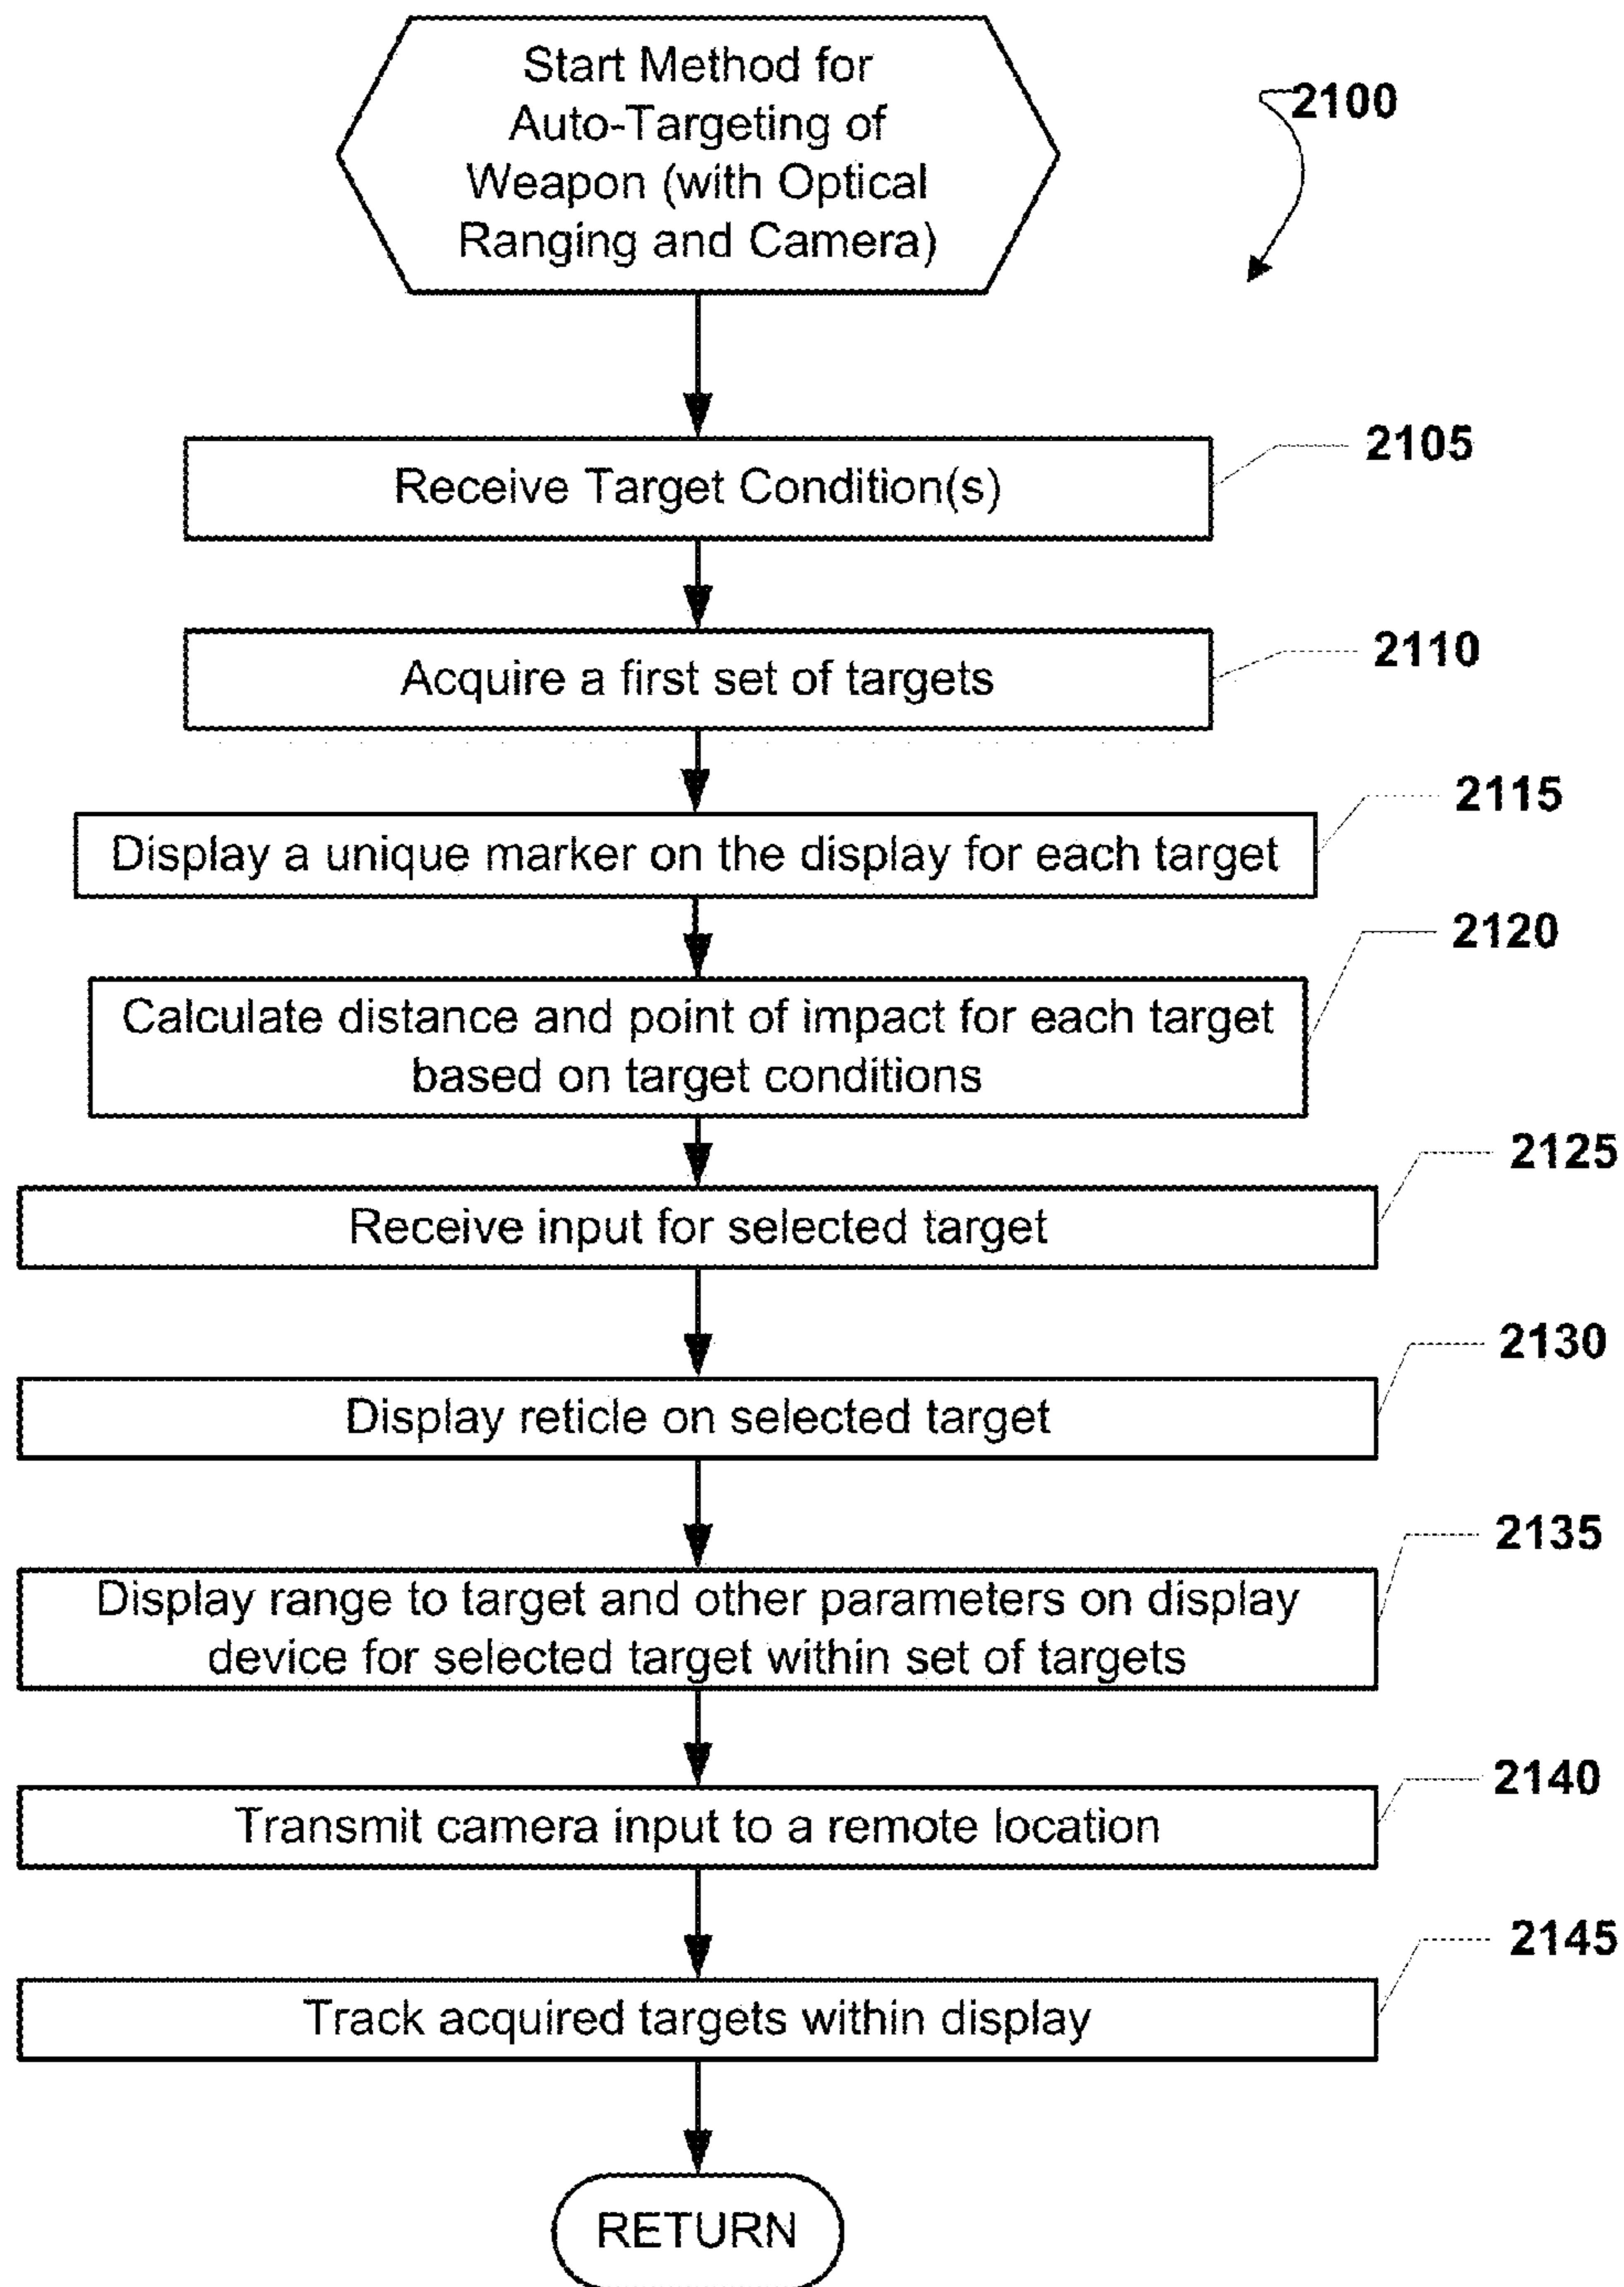 Start Method for
Auto-Targeting of
Weapon (with Optical
Ranging and Camera)
2100
2105
Receive Target Condition(s)
2110
Acquire a first set of targets
2115
Display a unique marker on the display for each target
2120
Calculate distance and point of impact for each target
based on target conditions
2125
Receive input for selected target
2130
Display reticle on selected target
2135
Display range to target and other parameters on display
device for selected target within set of targets
2140
Transmit camera input to a remote location
2145
Track acquired targets within display
RETURN